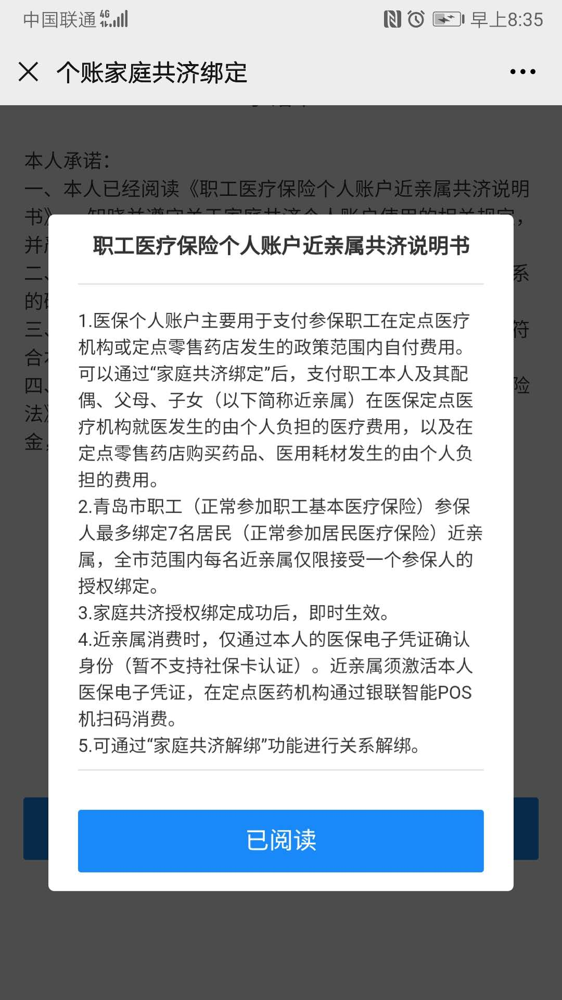 中国联通 4G 早上8:35
个账家庭共济绑定
本人承诺：
一、本人已经阅读《职工医疗保险个人账户近亲属共济说明
书》
并
二、 系
的
三、 符
合
四、 险
法》
金，
职工医疗保险个人账户近亲属共济说明书
1.医保个人账户主要用于支付参保职工在定点医疗
机构或定点零售药店发生的政策范围内自付费用。
可以通过“家庭共济绑定”后，支付职工本人及其配
偶、父母、子女（以下简称近亲属）在医保定点医
疗机构就医发生的由个人负担的医疗费用，以及在
定点零售药店购买药品、医用耗材发生的由个人负
担的费用。
2.青岛市职工（正常参加职工基本医疗保险）参保
人最多绑定7名居民（正常参加居民医疗保险）近亲
属，全市范围内每名近亲属仅限接受一个参保人的
授权绑定。
3.家庭共济授权绑定成功后，即时生效。
4.近亲属消费时，仅通过本人的医保电子凭证确认
身份（暂不支持社保卡认证）。近亲属须激活本人
医保电子凭证，在定点医药机构通过银联智能POS
机扫码消费。
5.可通过“家庭共济解绑”功能进行关系解绑。
已阅读